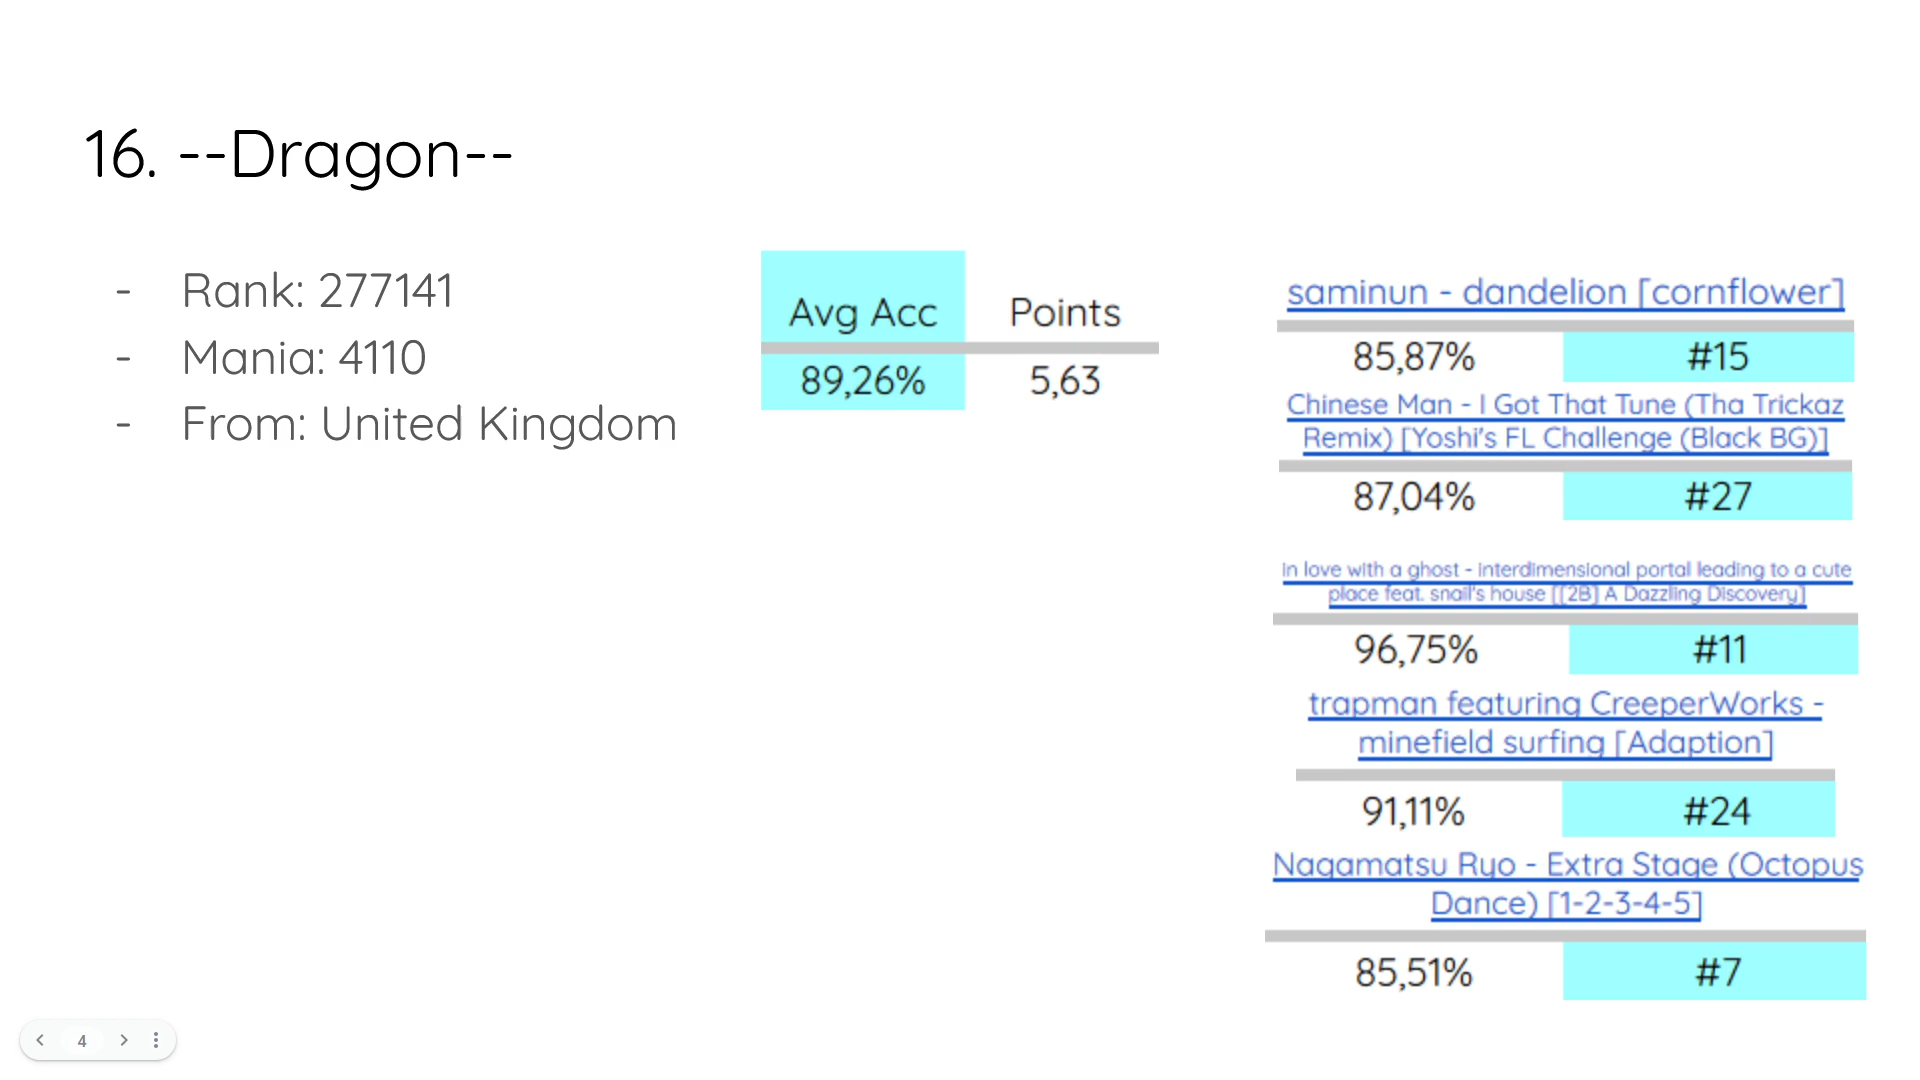 16. --Dragon--
- Rank: 277141
- Mania: 4110
- From: United Kingdom
Avg Acc Points
89,26% 5,63
saminun - dandelion [cornflower]
85,87% #15
Chinese Man - I Got That Tune (Tha Trickaz
Remix) [Yoshi's FL Challenge (Black BG)]
87,04% #27
In love with a ghost - interdimensional portal leading to a cute
place feat. snail's house [[2B] A Dazzling Discovery]
96,75% #11
trapman featuring CreeperWorks -
minefield surfing [Adaption]
91,11% #24
Nagamatsu Ryo - Extra Stage (Octopus
Dance) [1-2-3-4-5]
85,51% #7
4